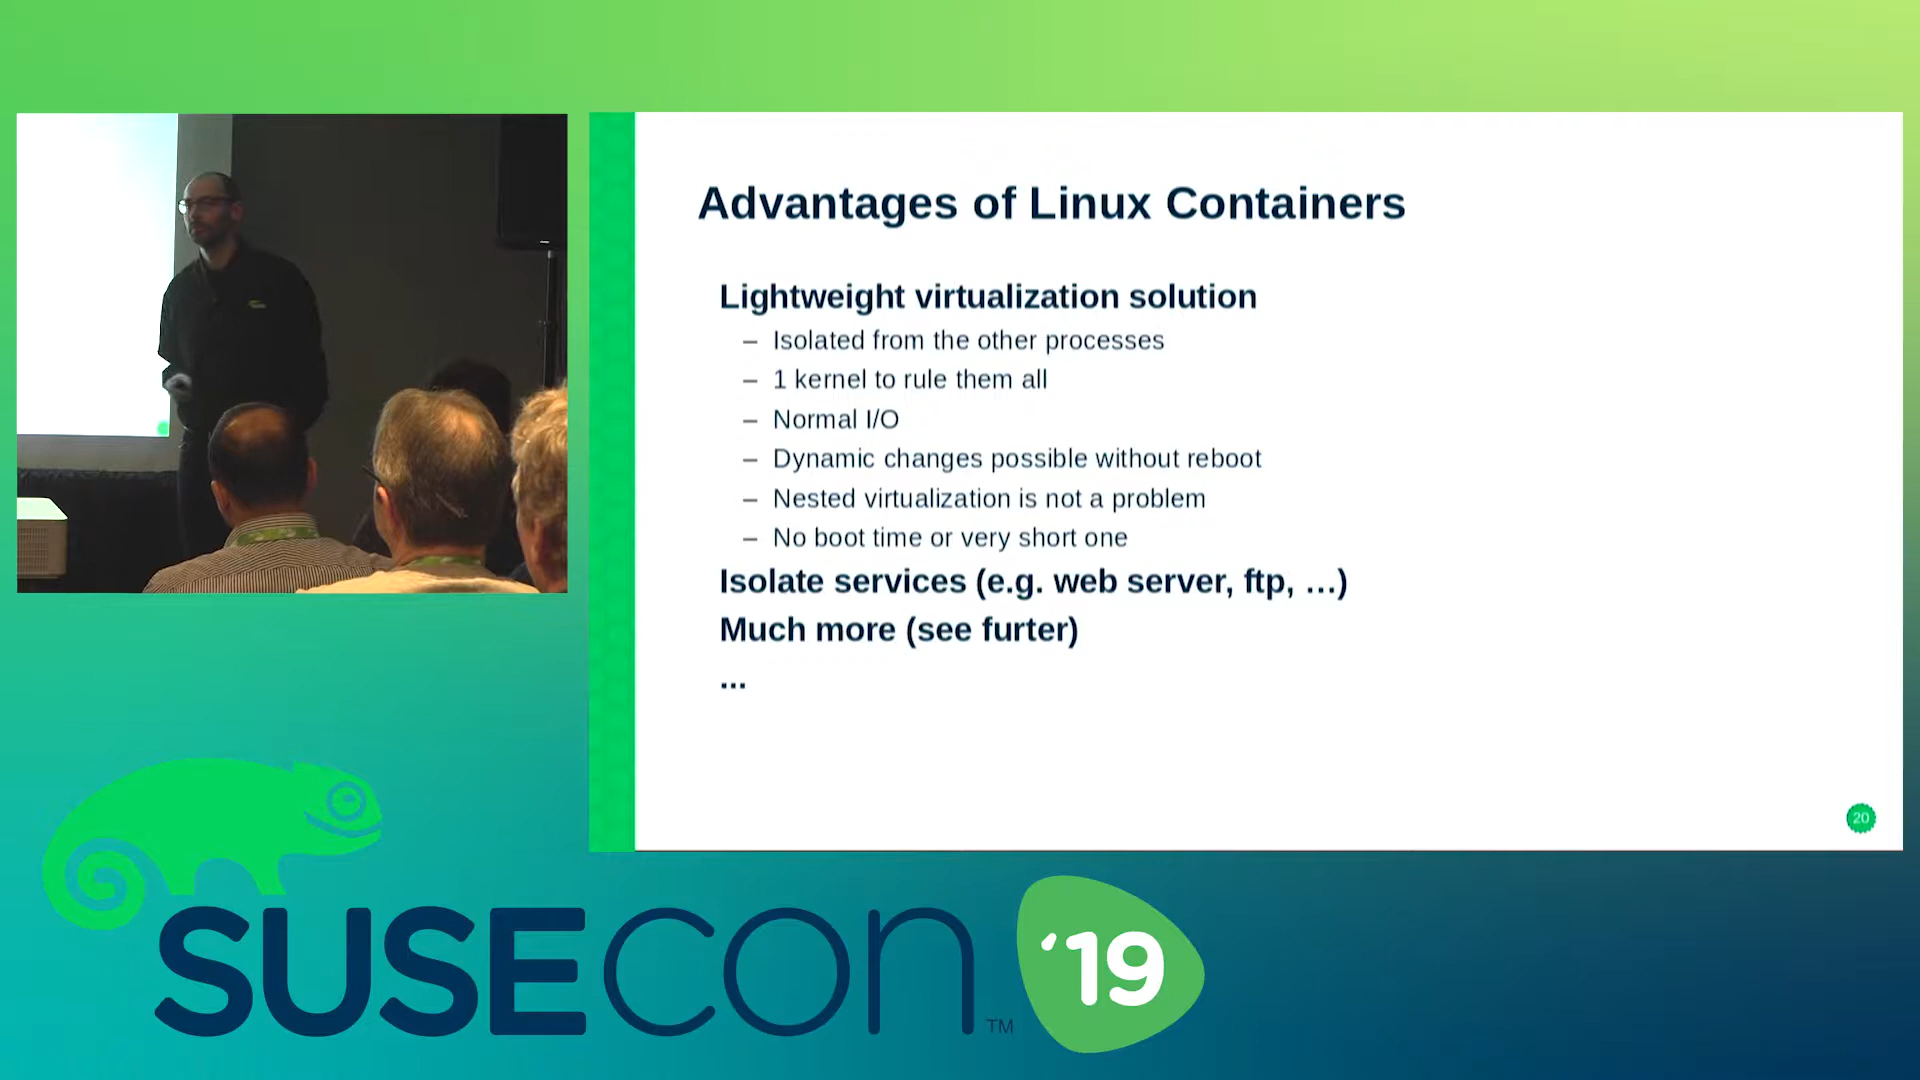 Advantages of Linux Containers
Lightweight virtualization solution
– Isolated from the other processes
– 1 kernel to rule them all
– Normal I/O
– Dynamic changes possible without reboot
– Nested virtualization is not a problem
– No boot time or very short one
Isolate services (e.g. web server, ftp, …)
Much more (see furter)
...
20
SUSECON™ '19